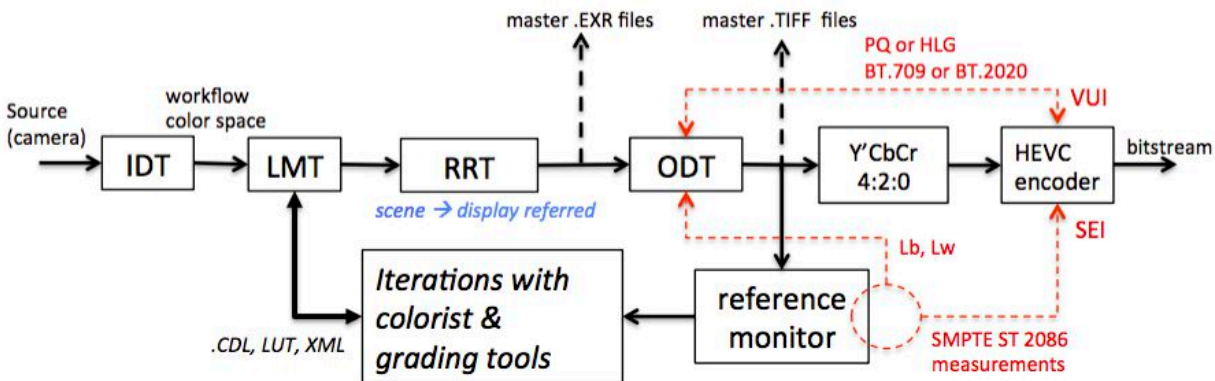 master .EXR files
master .TIFF files
PQ or HLG
BT.709 or BT.2020
VUI
Source
(camera)
workflow
color space
IDT
LMT
RRT
ODT
Y'CbCr
4:2:0
HEVC
encoder
bitstream
scene → display referred
SEI
Lb, Lw
Iterations with
colorist &
grading tools
reference
monitor
.CDL, LUT, XML
SMPTE ST 2086
measurements